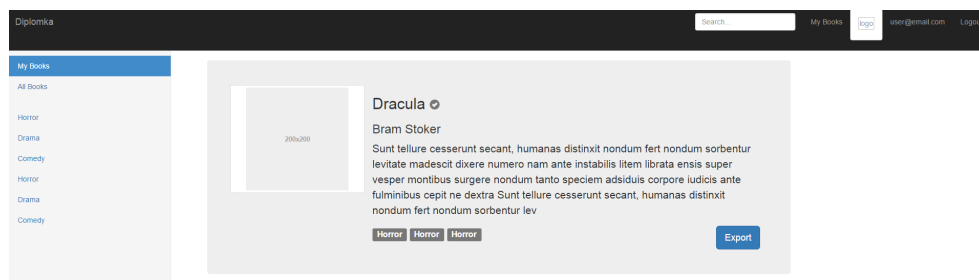 Diplomka
Search...
My Books
logo
user@email.com
Logou
My Books
All Books
Horror
Drama
Comedy
Horror
Drama
Comedy
200x200
Dracula
Bram Stoker
Sunt tellure cesserunt secant, humanas distinxit nondum fert nondum sorbentur
levitate madescit dixere numero nam ante instabilis litem librata ensis super
vesper montibus surgere nondum tanto speciem adsiduis corpore iudicis ante
fulminibus cepit ne dextra Sunt tellure cesserunt secant, humanas distinxit
nondum fert nondum sorbentur lev
Horror Horror Horror
Export